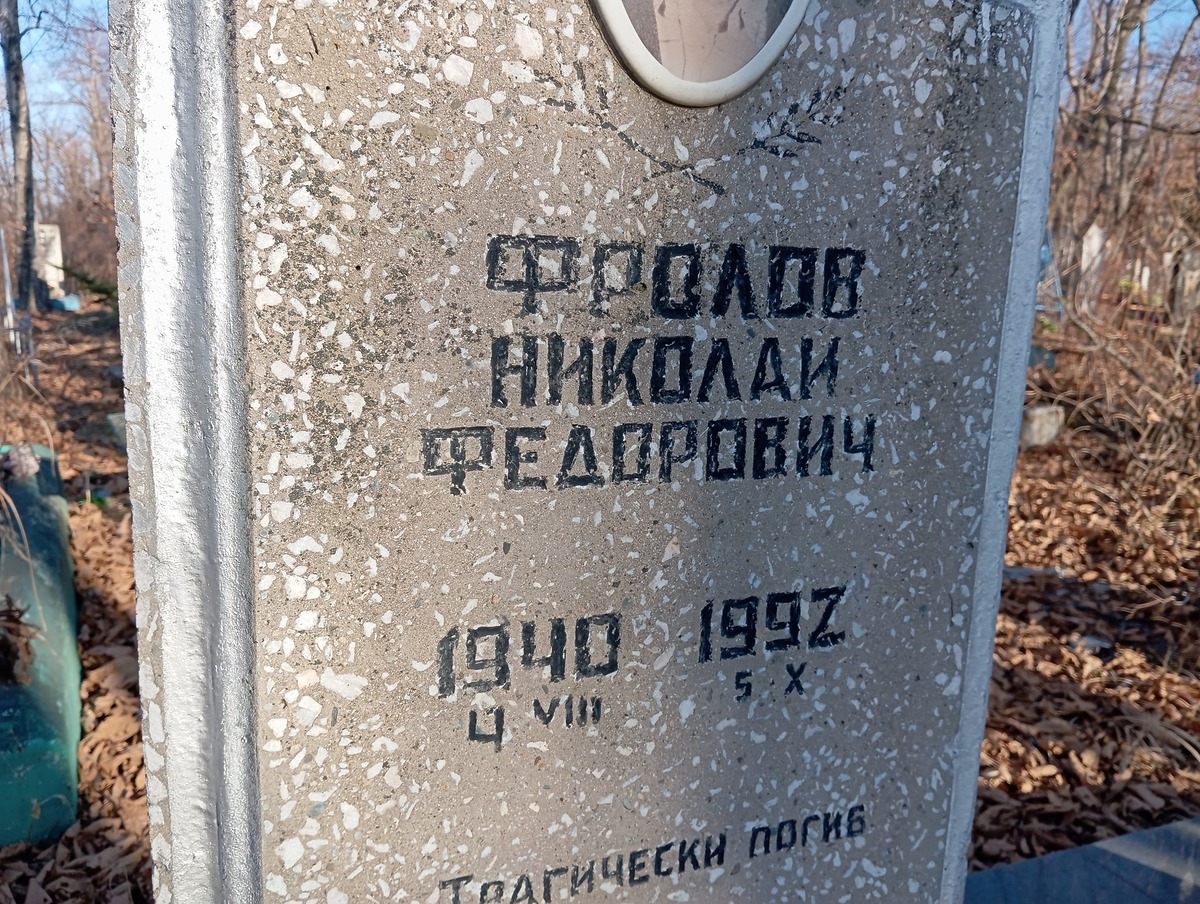 ФРОЛОВ
НИКОЛАЙ
ФЕДОРОВИЧ
1940 1992
4 VIII 5 X
ТРАГИЧЕСКИ ПОГИБ